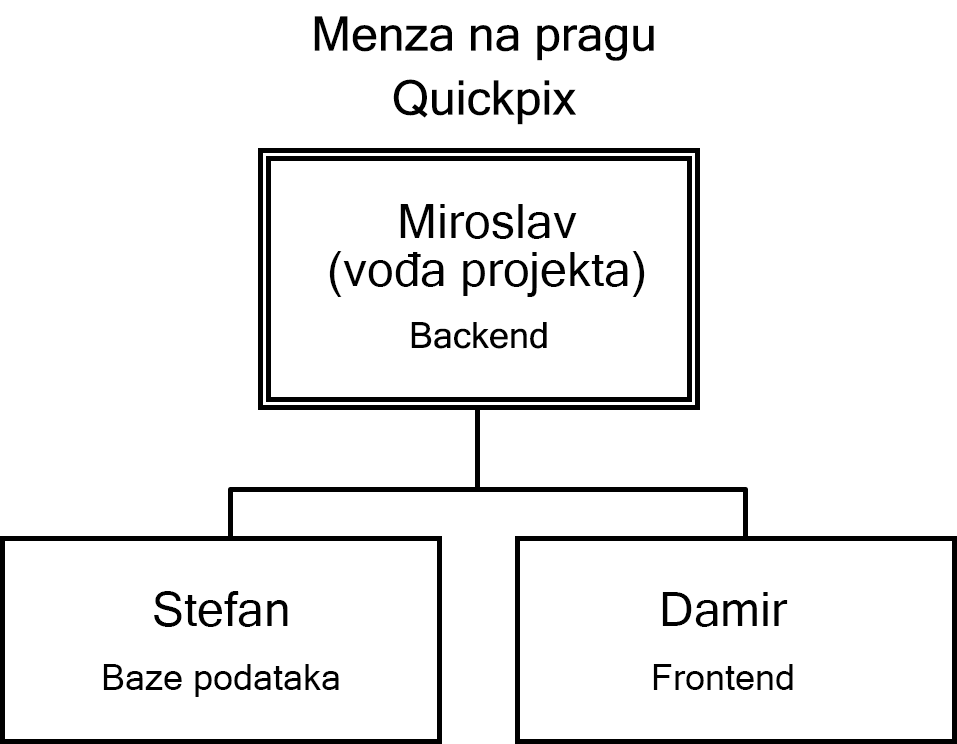 Menza na pragu
Quickpix
Miroslav
(vođa projekta)
Backend
Stefan
Baze podataka
Damir
Frontend